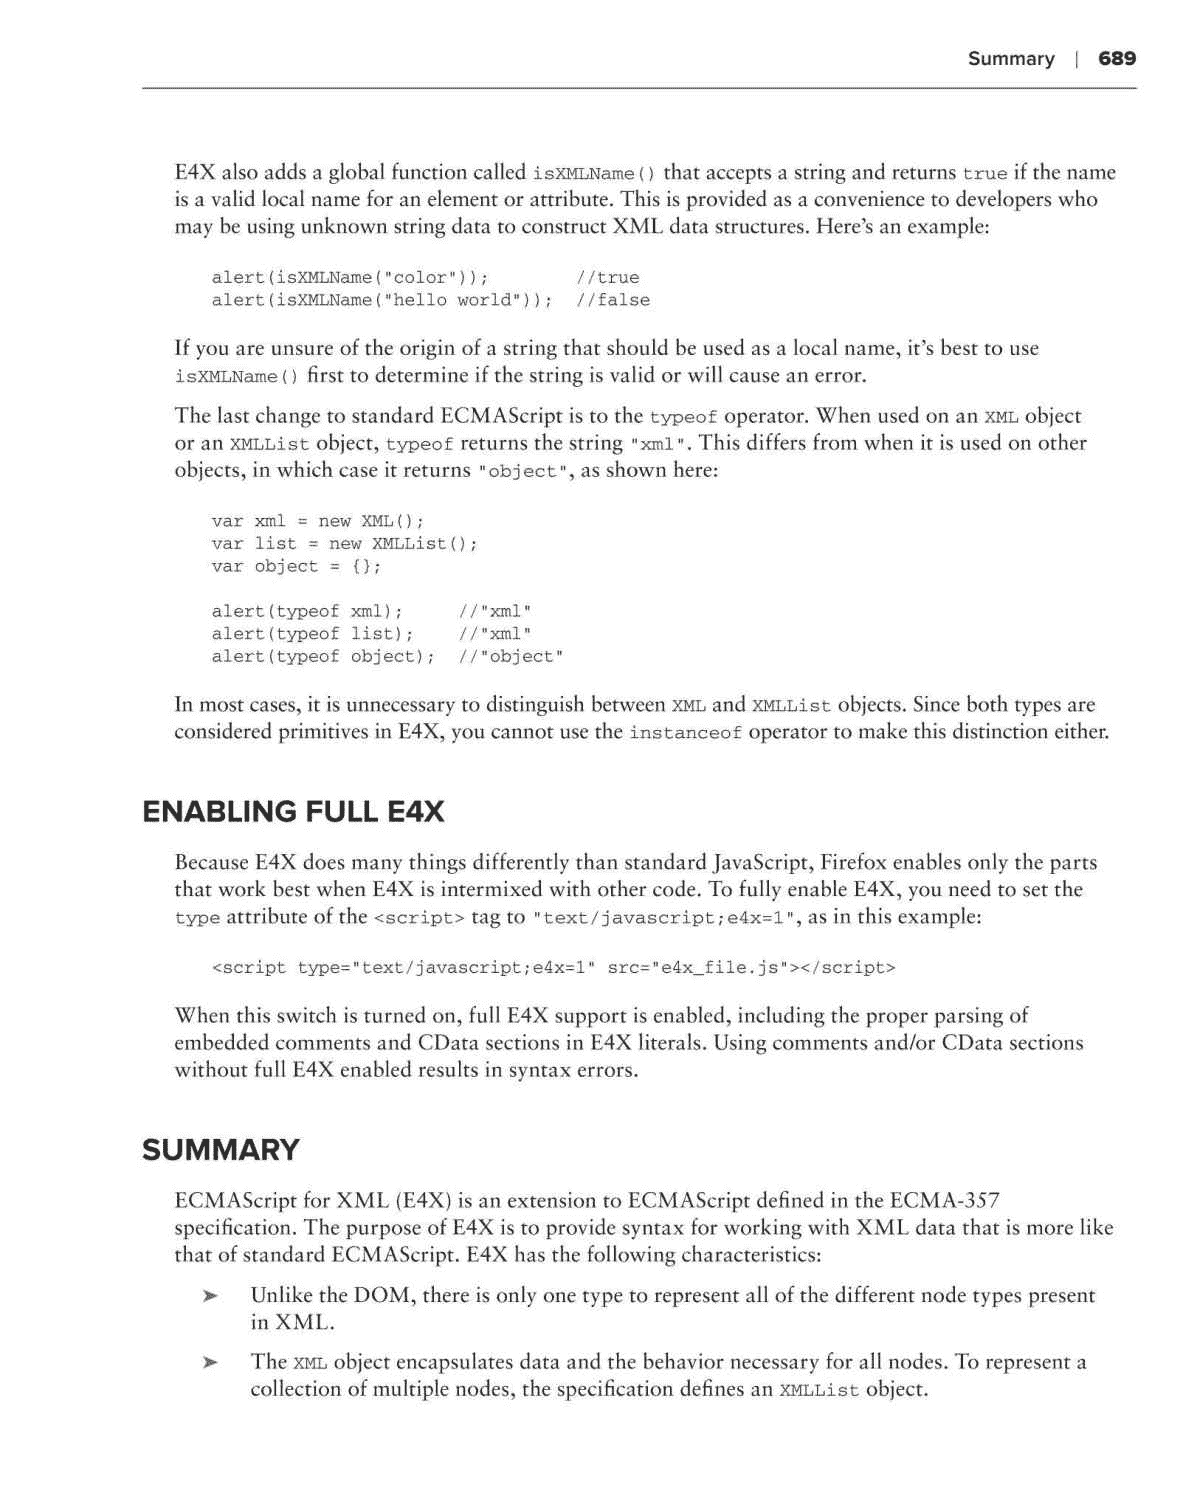 Summary | 689
E4X also adds a global function called isXMLName() that accepts a string and returns true if the name
is a valid local name for an element or attribute. This is provided as a convenience to developers who
may be using unknown string data to construct XML data structures. Here’s an example:
alert(isXMLName("color")); //true
alert(isXMLName("hello world")); //false
If you are unsure of the origin of a string that should be used as a local name, it’s best to use
isXMLName() first to determine if the string is valid or will cause an error.
The last change to standard ECMAScript is to the typeof operator. When used on an XML object
or an XMLList object, typeof returns the string "xml". This differs from when it is used on other
objects, in which case it returns "object", as shown here:
var xml = new XML();
var list = new XMLList();
var object = {};
alert(typeof xml); //"xml"
alert(typeof list); //"xml"
alert(typeof object); //"object"
In most cases, it is unnecessary to distinguish between XML and XMLList objects. Since both types are
considered primitives in E4X, you cannot use the instanceof operator to make this distinction either.
ENABLING FULL E4X
Because E4X does many things differently than standard JavaScript, Firefox enables only the parts
that work best when E4X is intermixed with other code. To fully enable E4X, you need to set the
type attribute of the <script> tag to "text/javascript;e4x=1", as in this example:
<script type="text/javascript;e4x=1" src="e4x_file.js"></script>
When this switch is turned on, full E4X support is enabled, including the proper parsing of
embedded comments and CData sections in E4X literals. Using comments and/or CData sections
without full E4X enabled results in syntax errors.
SUMMARY
ECMAScript for XML (E4X) is an extension to ECMAScript defined in the ECMA-357
specification. The purpose of E4X is to provide syntax for working with XML data that is more like
that of standard ECMAScript. E4X has the following characteristics:
➤ Unlike the DOM, there is only one type to represent all of the different node types present
in XML.
➤ The XML object encapsulates data and the behavior necessary for all nodes. To represent a
collection of multiple nodes, the specification defines an XMLList object.